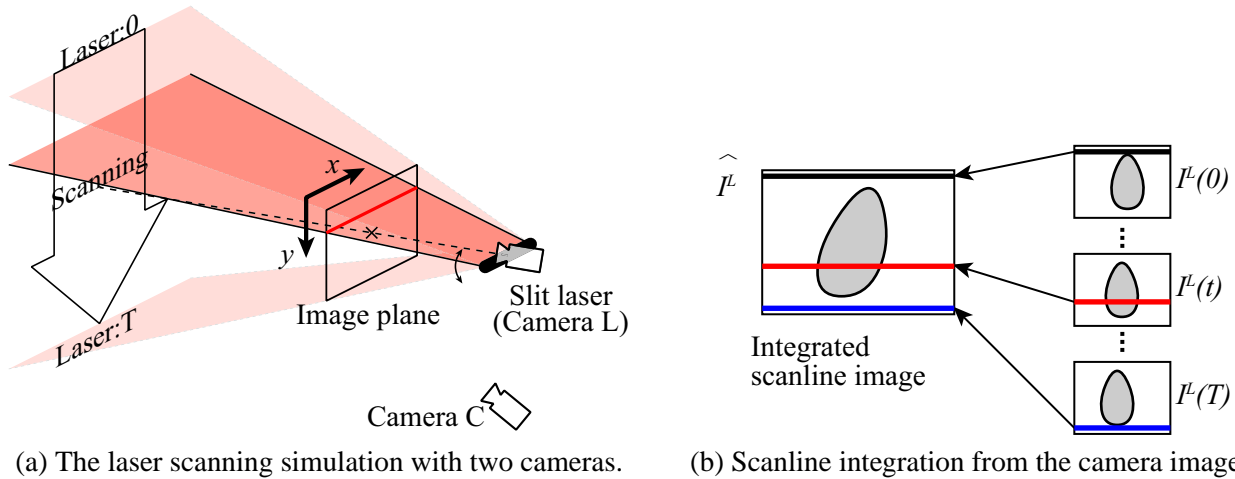 Laser:0
Scanning
x
y
Laser:T
Image plane
Slit laser
(Camera L)
Camera C
(a) The laser scanning simulation with two cameras.
I^L
Integrated
scanline image
I^L(0)
I^L(t)
I^L(T)
(b) Scanline integration from the camera image